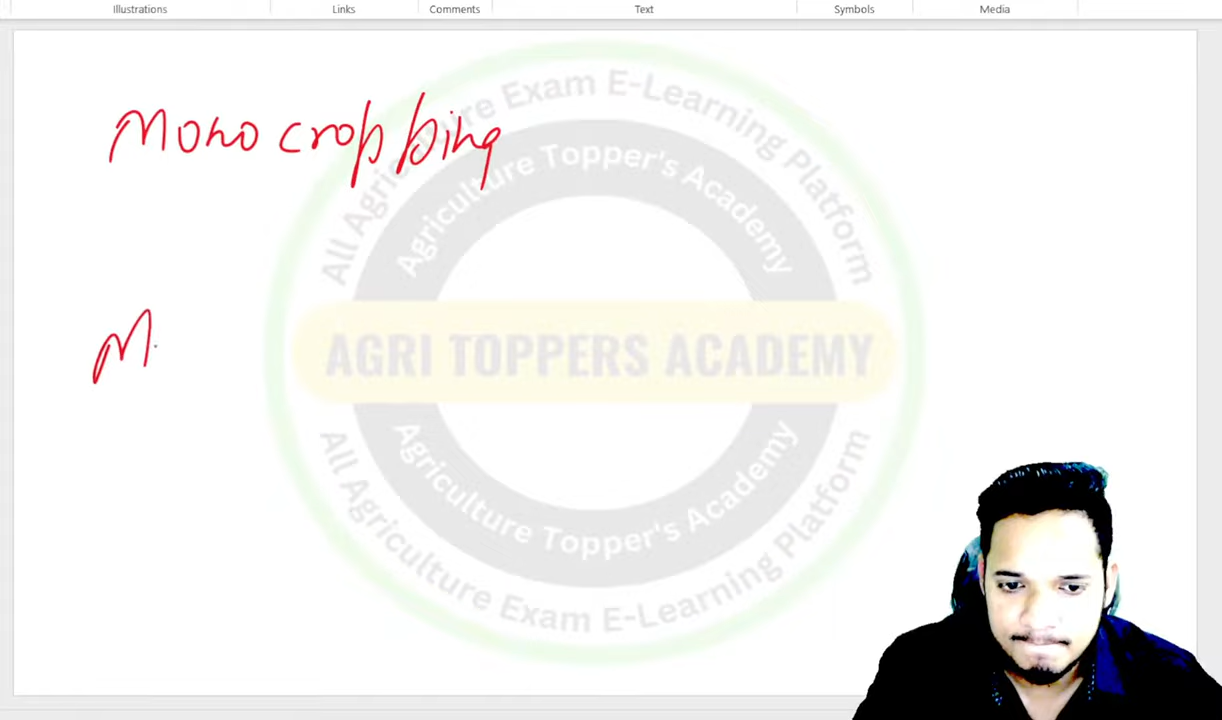 Illustrations Links Comments Text Symbols Media
Mono cropping
M
All Agriculture Exam E-Learning Platform
Agriculture Topper's Academy
AGRI TOPPERS ACADEMY
Agriculture Topper's Academy
All Agriculture Exam E-Learning Platform